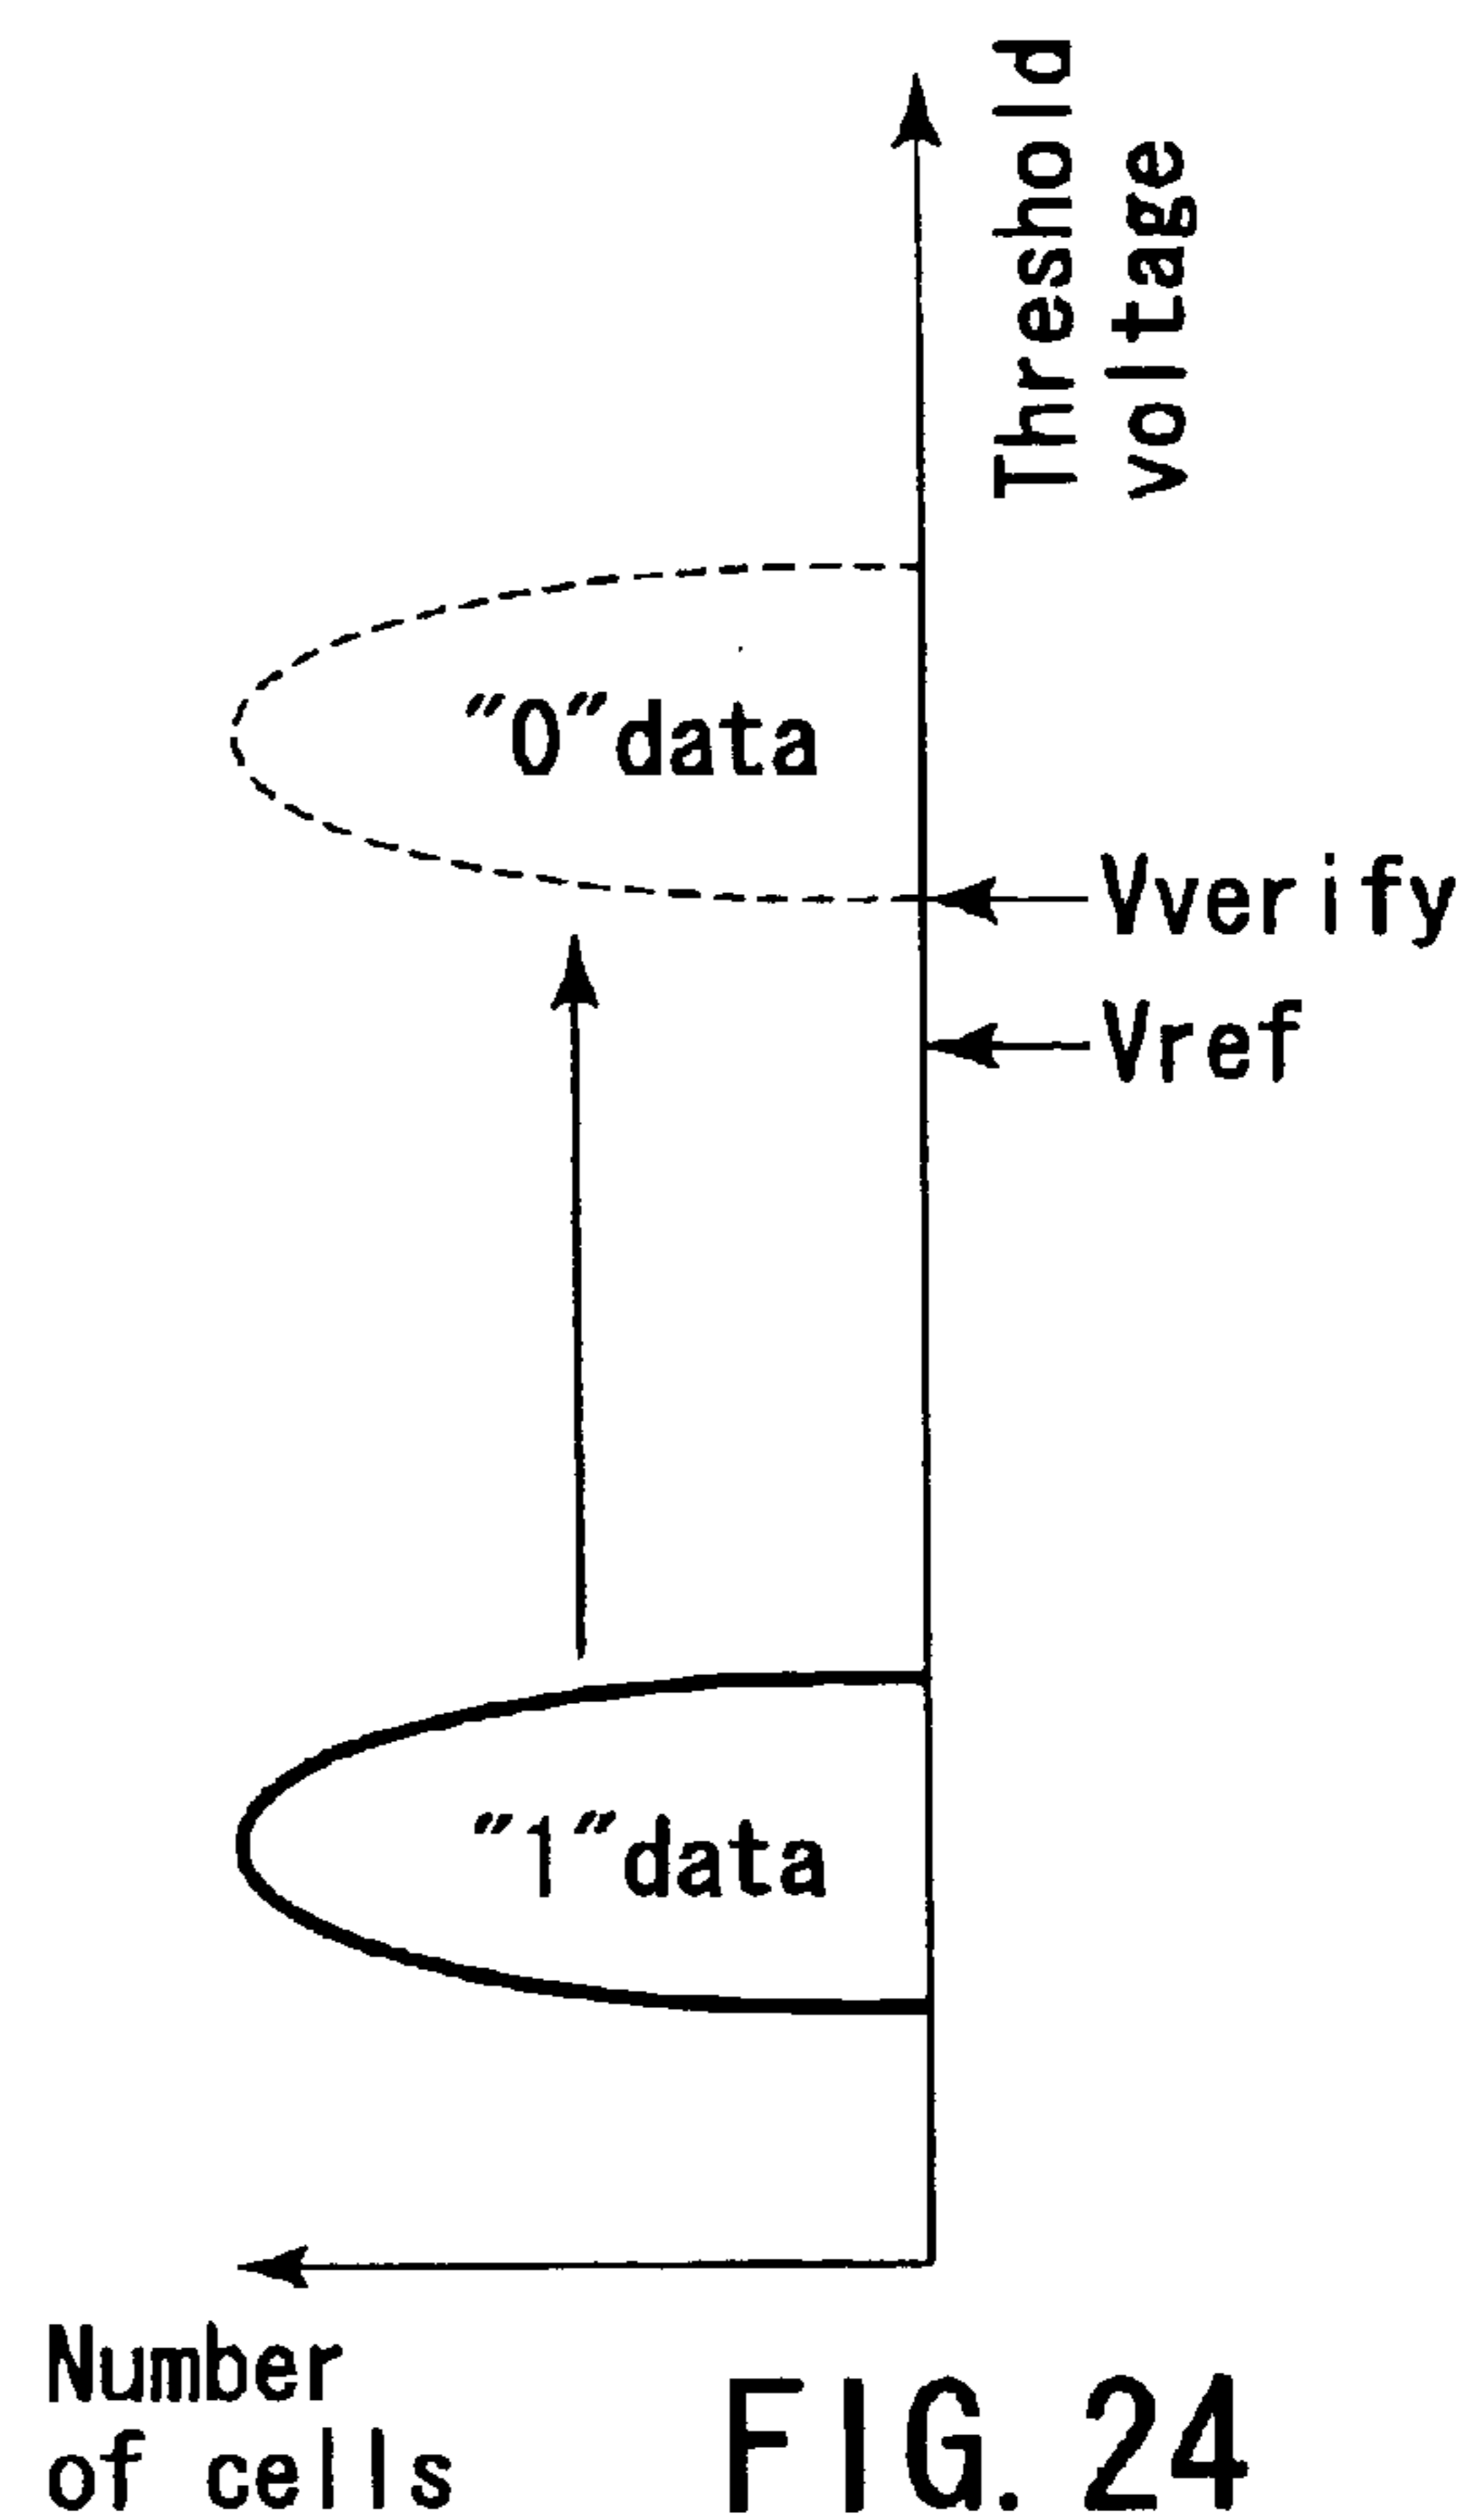 Threshold
voltage
"0"data
Vverify
Vref
"1"data
Number
of cells
FIG. 24